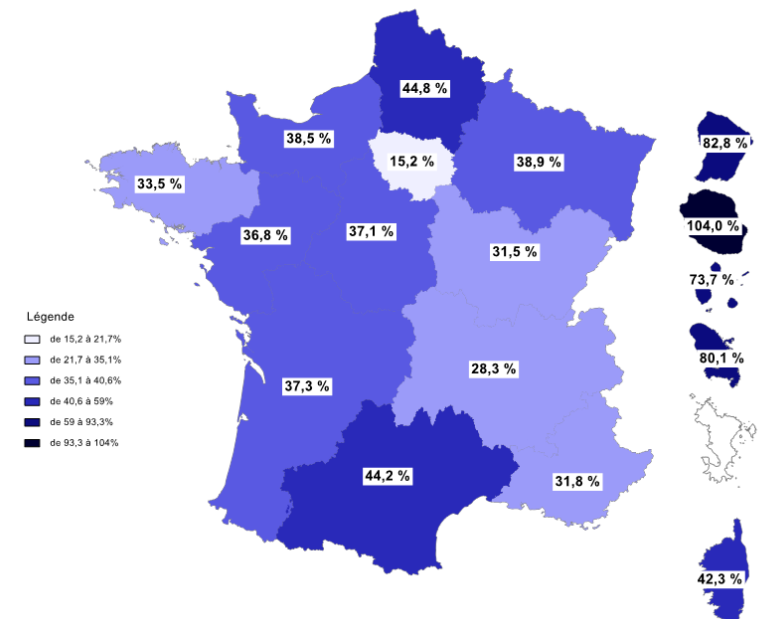 44,8 %
38,5 %
15,2 %
38,9 %
82,8 %
33,5 %
36,8 %
37,1 %
104,0 %
31,5 %
73,7 %
Légende
de 15,2 à 21,7%
de 21,7 à 35,1%
de 35,1 à 40,6%
de 40,6 à 59%
de 59 à 93,3%
de 93,3 à 104%
80,1 %
28,3 %
37,3 %
44,2 %
31,8 %
42,3 %